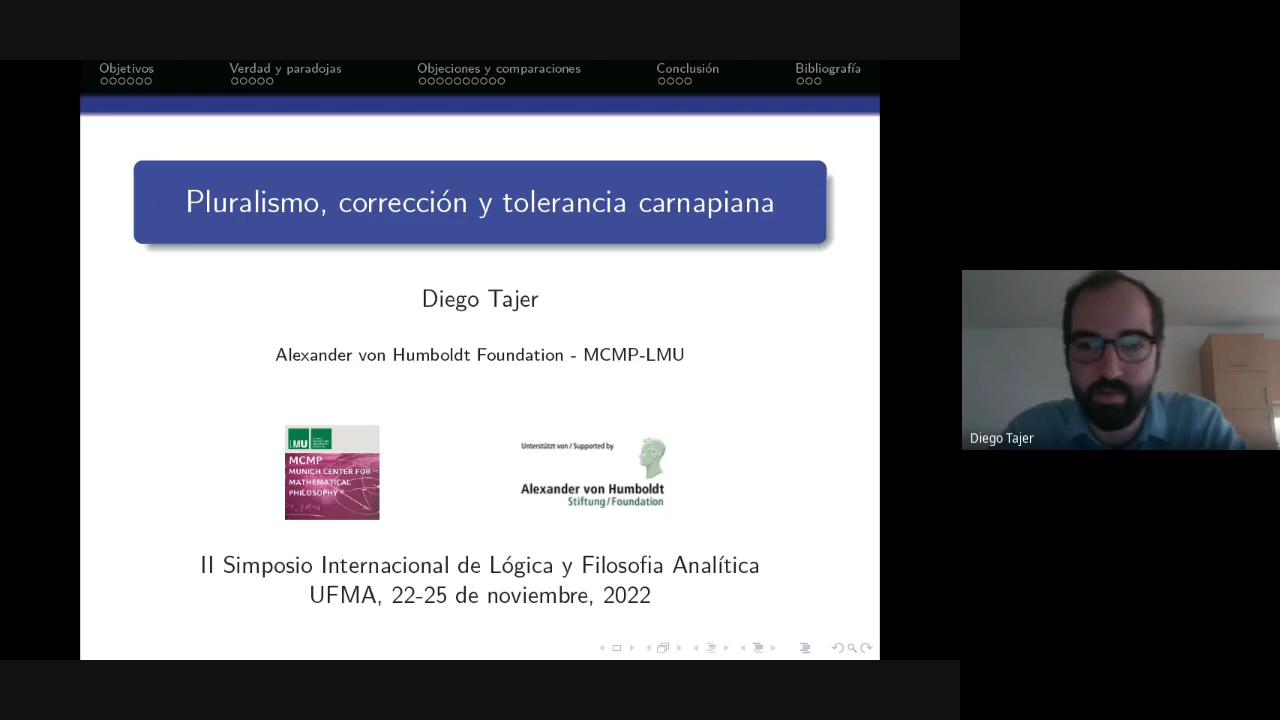 Objetivos
Verdad y paradojas
Objeciones y comparaciones
Conclusión
Bibliografía
Pluralismo, corrección y tolerancia carnapiana
Diego Tajer
Alexander von Humboldt Foundation - MCMP-LMU
LMU
MCMP
MUNICH CENTER FOR
MATHEMATICAL
PHILOSOPHY
Unterstützt von / Supported by
Alexander von Humboldt
Stiftung/Foundation
II Simposio Internacional de Lógica y Filosofia Analítica
UFMA, 22-25 de noviembre, 2022
Diego Tajer